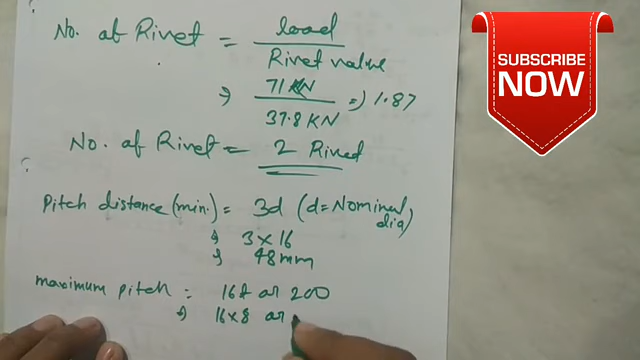 No. of Rivet = load
Rivet value
71 KN
37.8 KN
=) 1.87
No. of Rivet = 2 Rivet
Pitch distance (min.) = 3d (d = Nominal dia)
3 x 16
48 mm
maximum pitch = 16t or 200
16 x 8 or
SUBSCRIBE
NOW